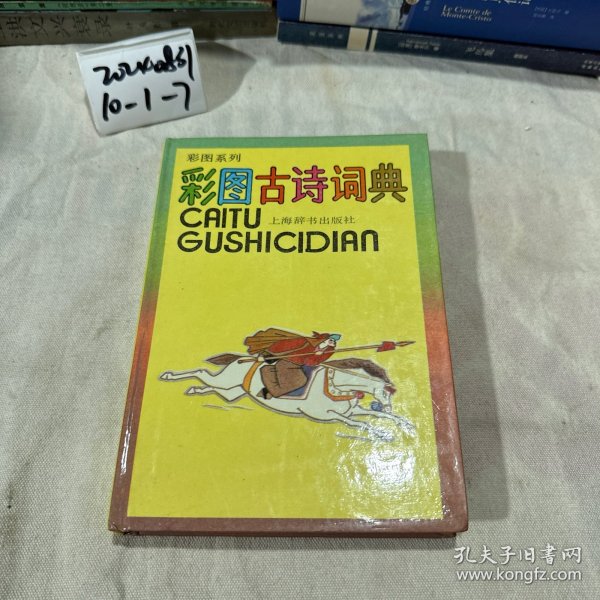 Le Comte de
Monte-Cristo
10-1-7
彩图系列
彩图古诗词典
CAITU
上海辞书出版社
GUSHICIDIAN
孔夫子旧书网
www.kongfz.com